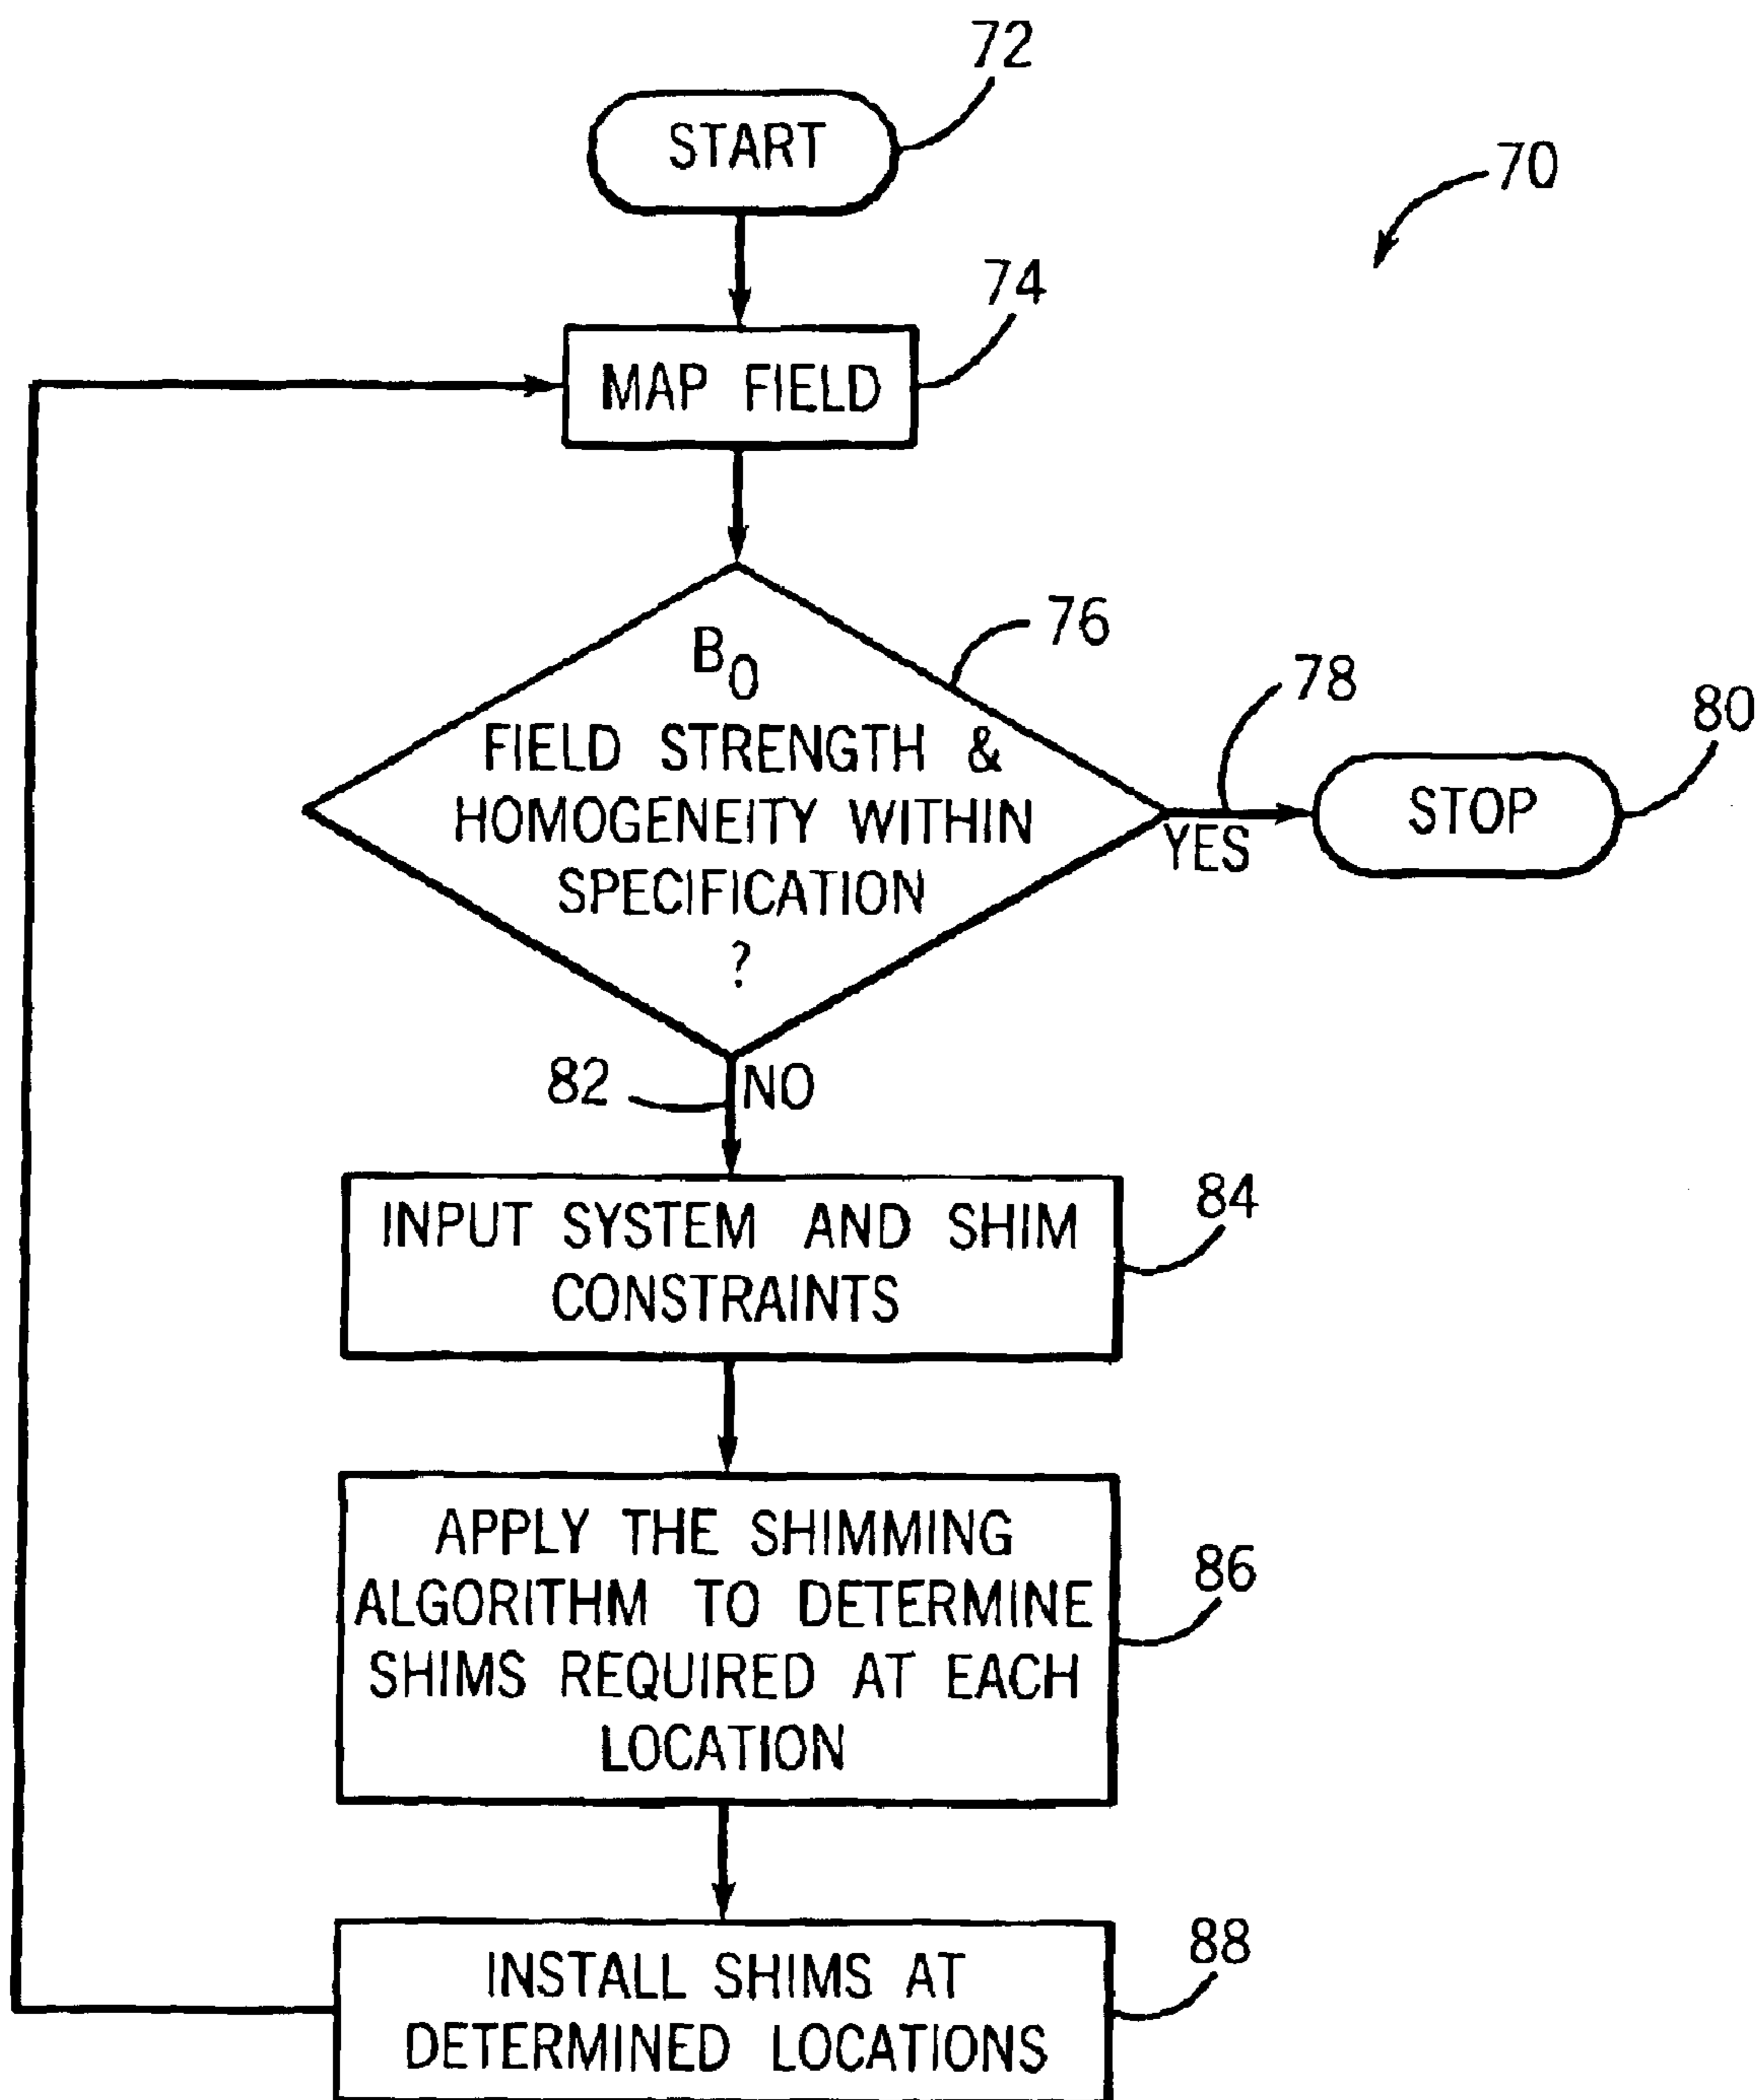 72
START
70
74
MAP FIELD
76
B0
FIELD STRENGTH &
HOMOGENEITY WITHIN
SPECIFICATION
?
78
YES
80
STOP
82
NO
84
INPUT SYSTEM AND SHIM
CONSTRAINTS
86
APPLY THE SHIMMING
ALGORITHM TO DETERMINE
SHIMS REQUIRED AT EACH
LOCATION
88
INSTALL SHIMS AT
DETERMINED LOCATIONS